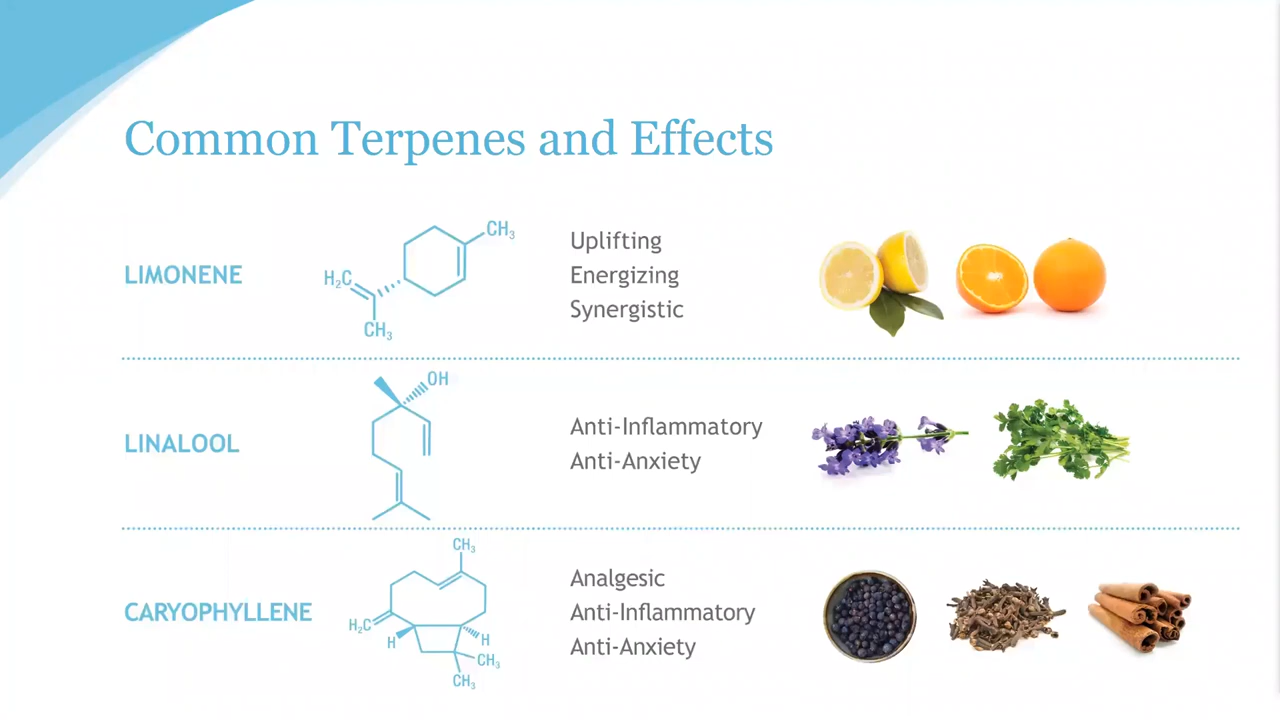 Common Terpenes and Effects
LIMONENE
CH₃
H₂C
CH₃
Uplifting
Energizing
Synergistic
LINALOOL
OH
Anti-Inflammatory
Anti-Anxiety
CARYOPHYLLENE
CH₃
H₂C
H
H
CH₃
CH₃
Analgesic
Anti-Inflammatory
Anti-Anxiety